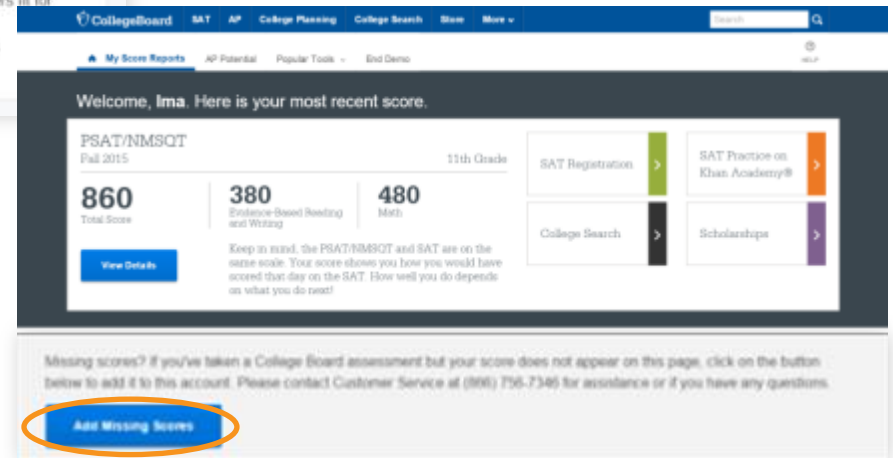 CollegeBoard SAT AP College Planning College Search Store More
Search
My Score Reports AP Potential Popular Tools End Demo
HELP
Welcome, Ima. Here is your most recent score.
PSAT/NMSQT
Fall 2015 11th Grade
860
Total Score
380
Evidence-Based Reading
and Writing
480
Math
Keep in mind, the PSAT/NMSQT and SAT are on the
same scale. Your score shows you how you would have
scored that day on the SAT. How well you do depends
on what you do next!
View Details
SAT Registration
SAT Practice on
Khan Academy®
College Search
Scholarships
Missing scores? If you've taken a College Board assessment but your score does not appear on this page, click on the button
below to add it to this account. Please contact Customer Service at (866) 756-7346 for assistance or if you have any questions.
Add Missing Scores